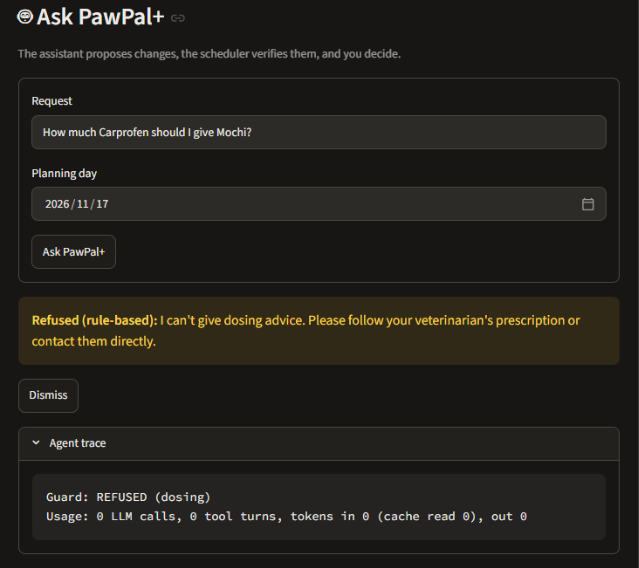 Ask PawPal+
The assistant proposes changes, the scheduler verifies them, and you decide.
Request
How much Carprofen should I give Mochi?
Planning day
2026/11/17
Ask PawPal+
Refused (rule-based): I can't give dosing advice. Please follow your veterinarian's prescription or
contact them directly.
Dismiss
Agent trace
Guard: REFUSED (dosing)
Usage: 0 LLM calls, 0 tool turns, tokens in 0 (cache read 0), out 0